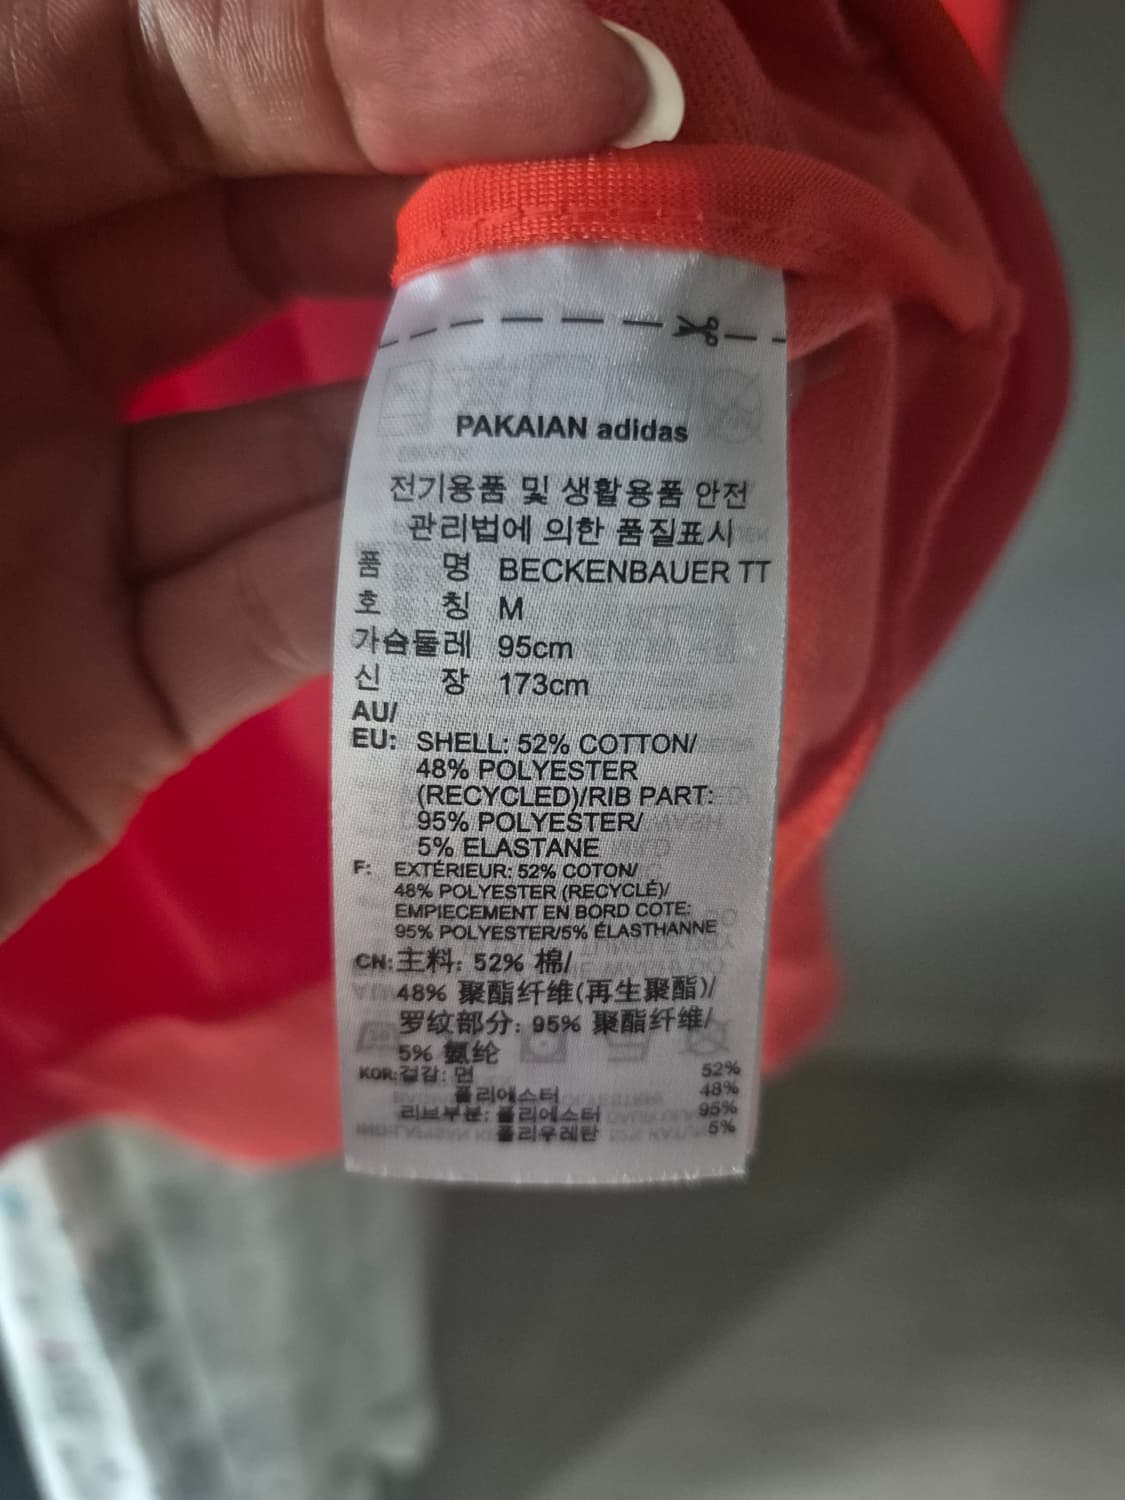 PAKAIAN adidas
전기용품 및 생활용품 안전
관리법에 의한 품질표시
품 명 BECKENBAUER TT
호 칭 M
가슴둘레 95cm
신 장 173cm
AU/
EU: SHELL: 52% COTTON/
48% POLYESTER
(RECYCLED)/RIB PART:
95% POLYESTER/
5% ELASTANE
F: EXTÉRIEUR: 52% COTON/
48% POLYESTER (RECYCLÉ)/
EMPIECEMENT EN BORD COTE:
95% POLYESTER/5% ÉLASTHANNE
CN: 主料: 52% 棉/
48% 聚酯纤维(再生聚酯)/
罗纹部分: 95% 聚酯纤维/
5% 氨纶
KOR: 겉감: 면 52%
폴리에스터 48%
리브부분: 폴리에스터 95%
폴리우레탄 5%